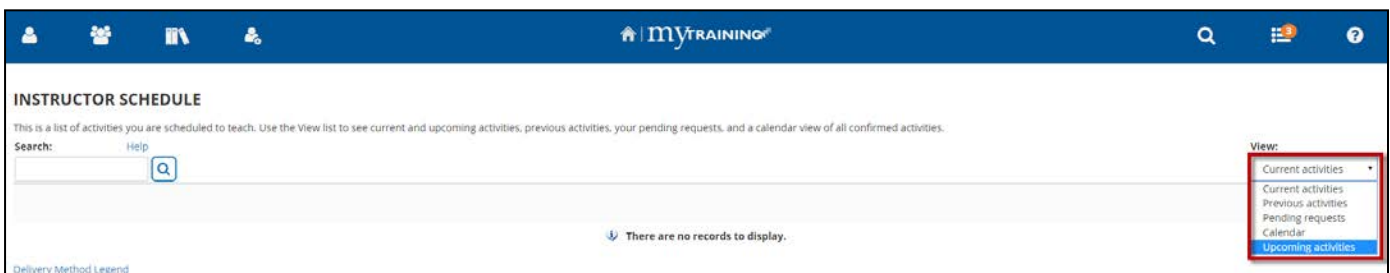 myTRAINING
3
INSTRUCTOR SCHEDULE
This is a list of activities you are scheduled to teach. Use the View list to see current and upcoming activities, previous activities, your pending requests, and a calendar view of all confirmed activities.
Search: Help
View:
Current activities
Current activities
Previous activities
Pending requests
Calendar
Upcoming activities
There are no records to display.
Delivery Method Legend